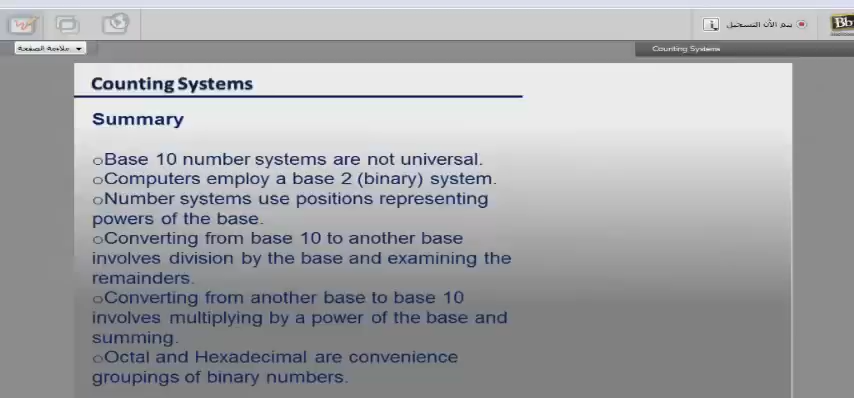 Bb
يتم الآن التسجيل
ملاءمة الصفحة
Counting Systems
Counting Systems
Summary
oBase 10 number systems are not universal.
oComputers employ a base 2 (binary) system.
oNumber systems use positions representing
powers of the base.
oConverting from base 10 to another base
involves division by the base and examining the
remainders.
oConverting from another base to base 10
involves multiplying by a power of the base and
summing.
oOctal and Hexadecimal are convenience
groupings of binary numbers.